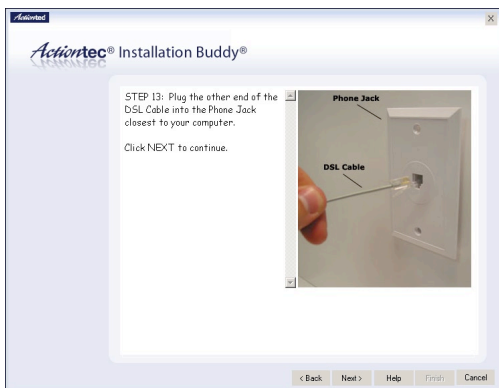 Actiontec
Actiontec® Installation Buddy®
STEP 13: Plug the other end of the
DSL Cable into the Phone Jack
closest to your computer.
Click NEXT to continue.
Phone Jack
DSL Cable
< Back Next > Help Finish Cancel